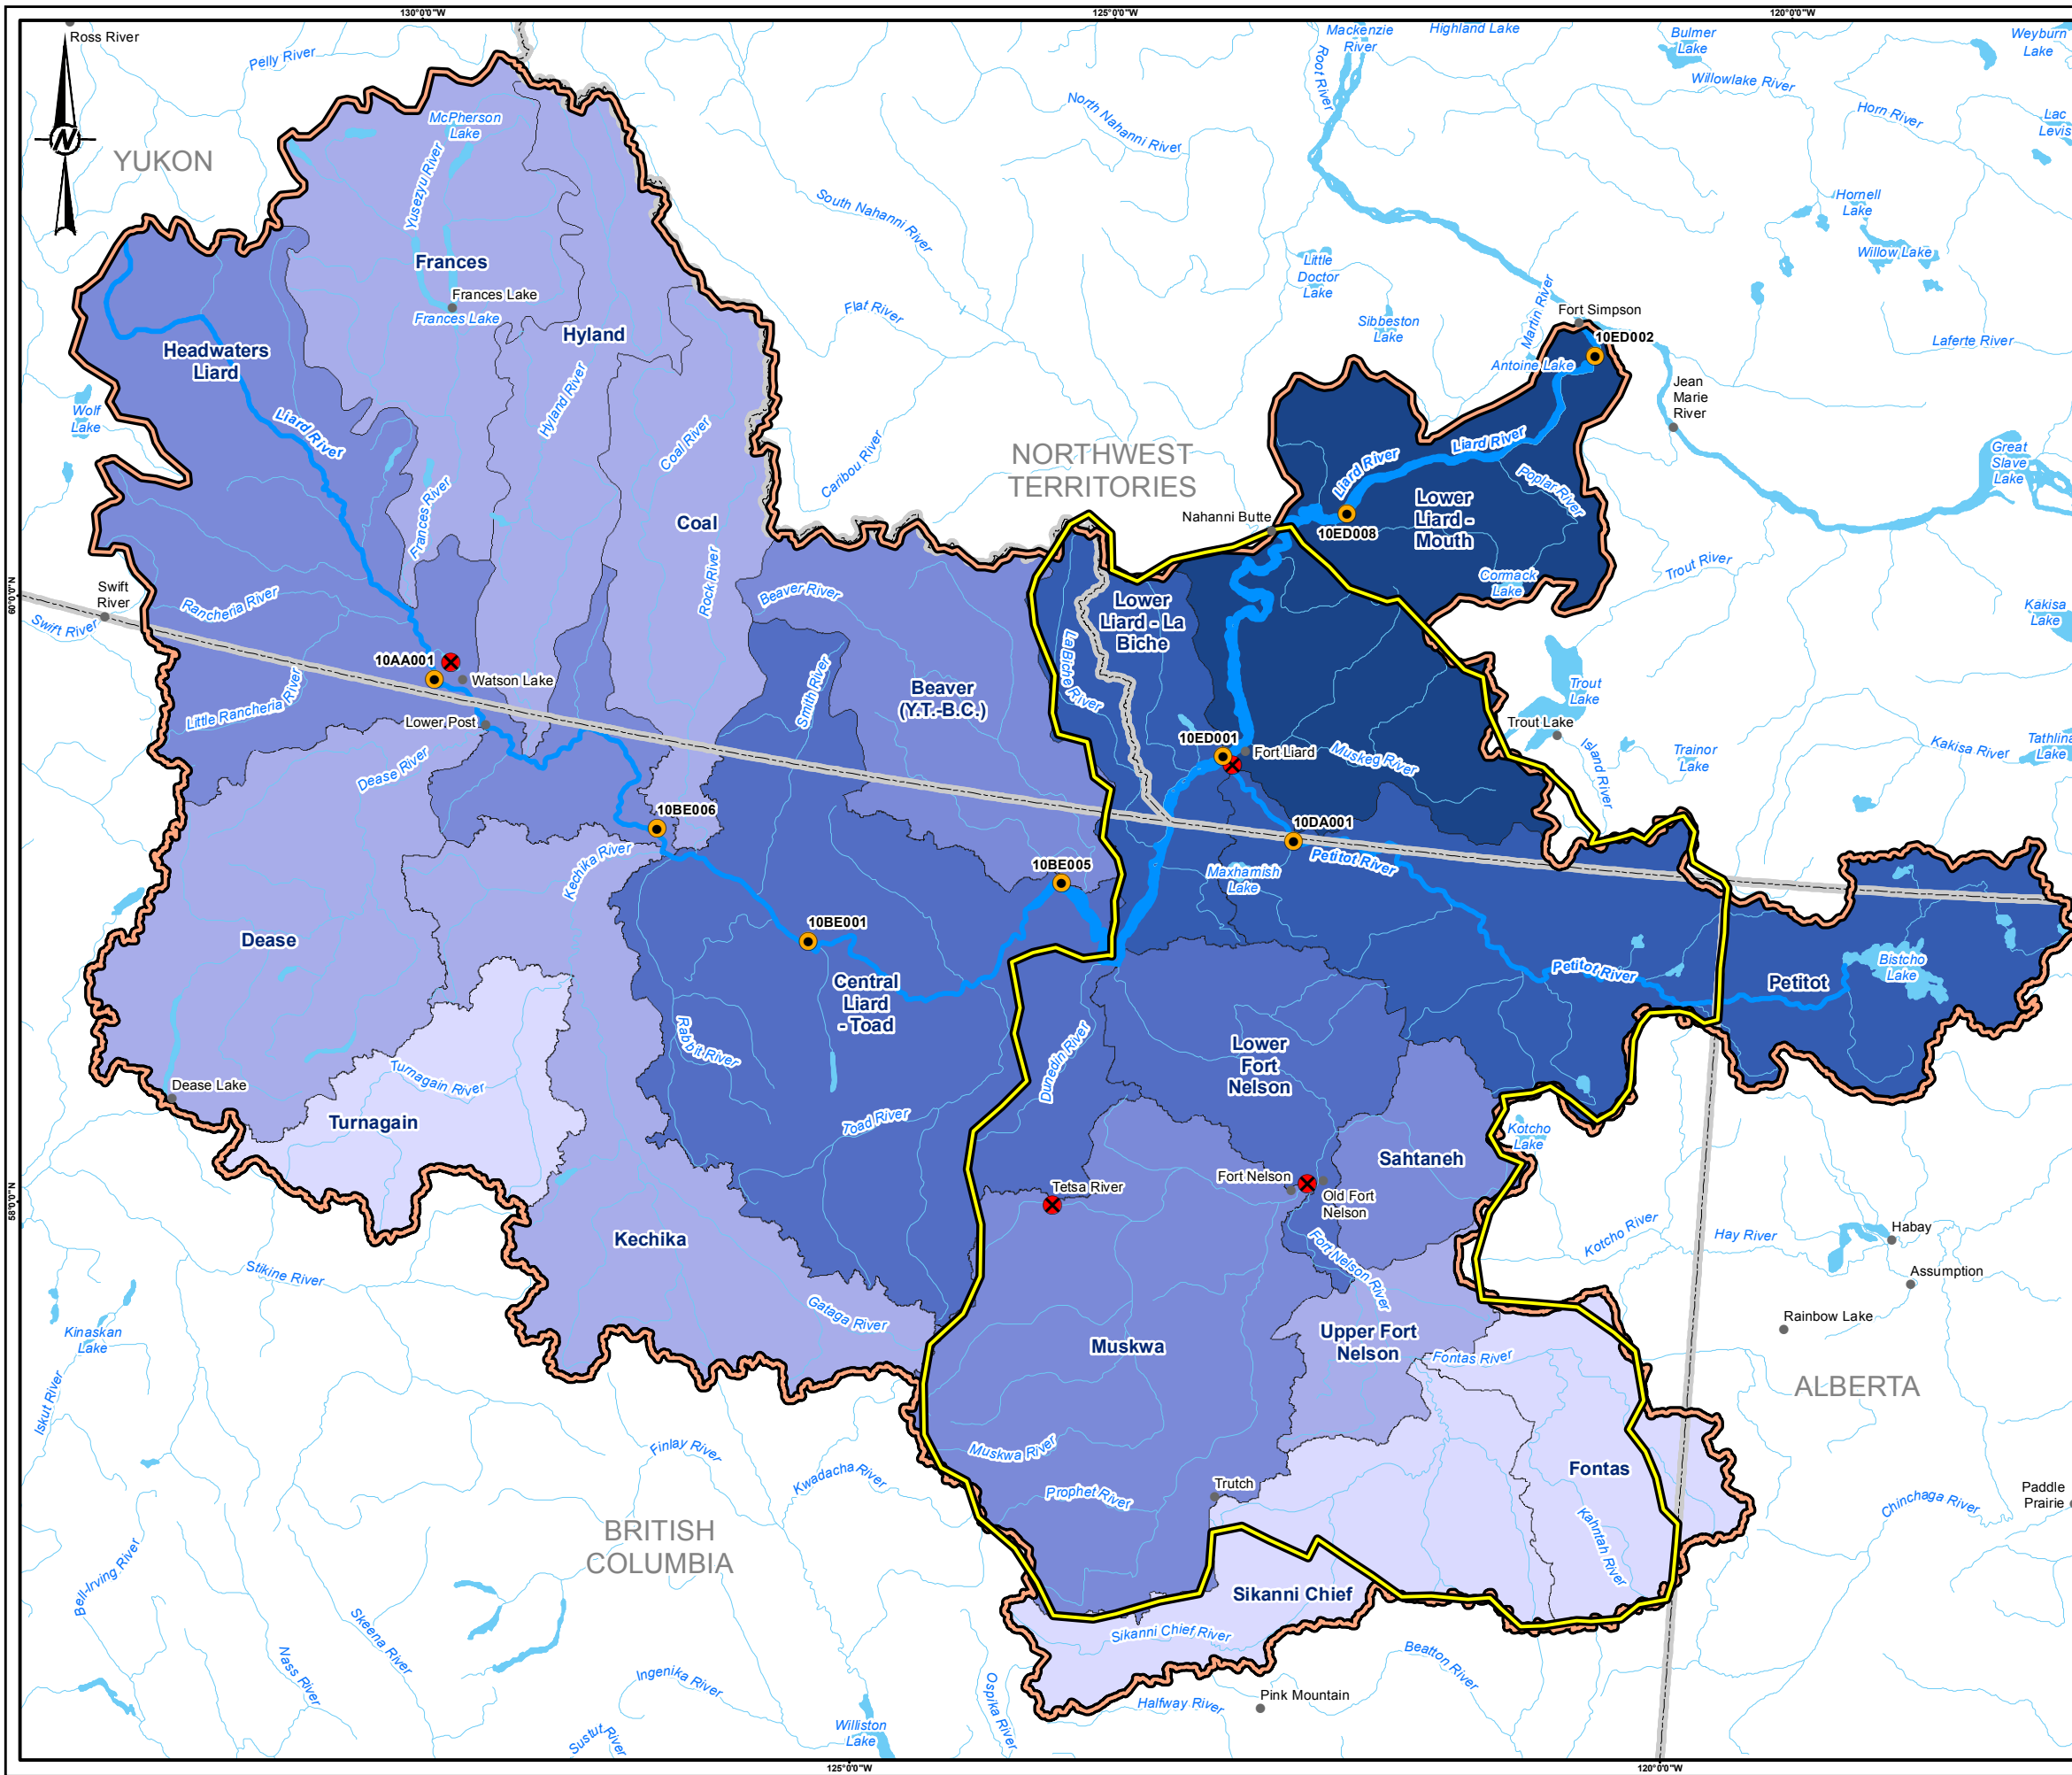 130°0'0"W
125°0'0"W
120°0'0"W
Ross River
Pelly River
Mackenzie
River
Highland Lake
Bulmer
Lake
Weyburn
Lake
Root River
Willowlake River
McPherson
Lake
North Nahanni River
Horn River
Lac
Levis
N
YUKON
Yusezyu River
South Nahanni River
Hornell
Lake
Willow Lake
Little
Doctor
Lake
Frances
Frances Lake
Frances Lake
Flat River
Martin River
Fort Simpson
Sibbeston
Lake
10ED002
Hyland
Laferte River
Headwaters
Liard
Antoine Lake
Jean
Marie
River
Hyland River
Wolf
Lake
Liard River
Coal River
Caribou River
NORTHWEST
TERRITORIES
Liard River
Liard River
Great
Slave
Lake
Poplar River
Frances River
Lower
Liard -
Mouth
Coal
Nahanni Butte
10ED008
60°0'0"N
Swift
River
Swift River
Rancheria River
Rock River
Beaver River
Trout River
Cormack
Lake
Lower
Liard - La
Biche
Kakisa
Lake
La Biche River
10AA001
Watson Lake
Little Rancheria River
Smith River
Beaver
(Y.T.-B.C.)
Trout
Lake
Lower Post
Trout Lake
Dease River
10ED001
Fort Liard
Muskeg River
Island River
Trainor
Lake
Kakisa River
Tathlina
Lake
10BE006
10DA001
Petitot River
Kechika River
10BE005
Maxhamish
Lake
10BE001
Dease
Petitot River
Petitot
Bistcho
Lake
Central
Liard
- Toad
Rabbit River
Dunedin River
Lower
Fort
Nelson
Turnagain River
Dease Lake
Turnagain
Toad River
Kotcho
Lake
Sahtaneh
58°0'0"N
Tetsa River
Fort Nelson
Old Fort
Nelson
Kechika
Fort Nelson River
Kotcho River
Hay River
Habay
Stikine River
Assumption
Gataga River
Kinaskan
Lake
Rainbow Lake
Muskwa
Upper Fort
Nelson
Fontas River
Iskut River
ALBERTA
Finlay River
Muskwa River
Kwadacha River
Fontas
Prophet River
Trutch
Paddle
Prairie
Chinchaga River
Kahntah River
BRITISH
COLUMBIA
Bell-Irving River
Sikanni Chief
Skeena River
Sikanni Chief River
Beatton River
Nass River
Ingenika River
Ospika River
Pink Mountain
Halfway River
Sustut River
Williston
Lake
125°0'0"W
120°0'0"W